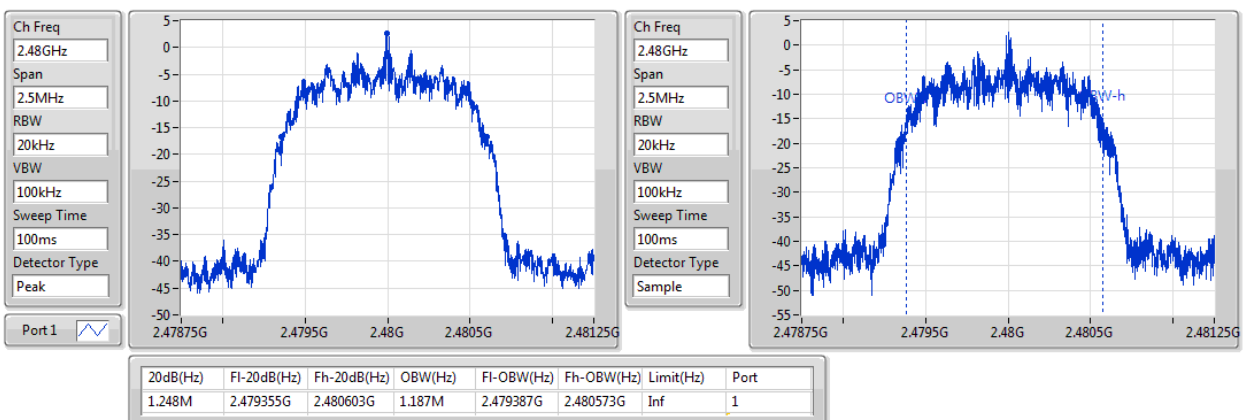 Ch Freq
2.48GHz
Span
2.5MHz
RBW
20kHz
VBW
100kHz
Sweep Time
100ms
Detector Type
Peak
Port 1
5
0
-5
-10
-15
-20
-25
-30
-35
-40
-45
-50
2.47875G 2.4795G 2.48G 2.4805G 2.48125G
Ch Freq
2.48GHz
Span
2.5MHz
RBW
20kHz
VBW
100kHz
Sweep Time
100ms
Detector Type
Sample
5
0
-5
-10
-15
-20
-25
-30
-35
-40
-45
-50
-55
OBW W-h
2.47875G 2.4795G 2.48G 2.4805G 2.48125G
20dB(Hz) Fl-20dB(Hz) Fh-20dB(Hz) OBW(Hz) Fl-OBW(Hz) Fh-OBW(Hz) Limit(Hz) Port
1.248M 2.479355G 2.480603G 1.187M 2.479387G 2.480573G Inf 1